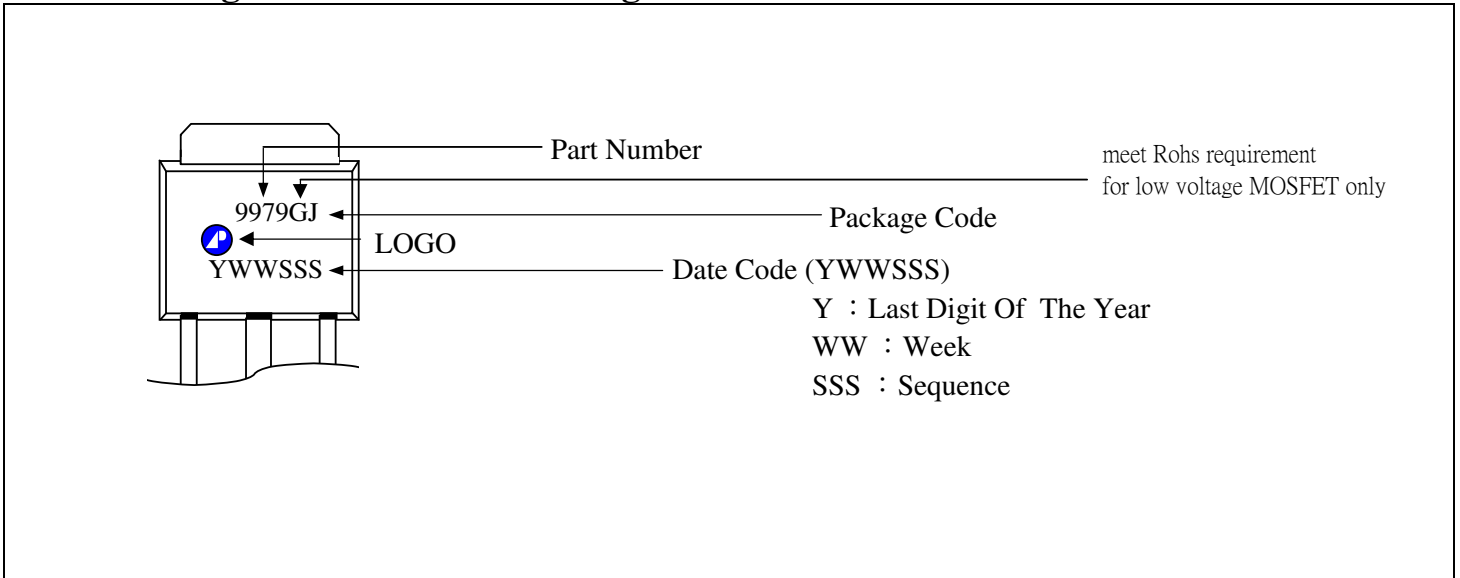 Part Number
meet Rohs requirement
for low voltage MOSFET only
9979GJ
Package Code
LOGO
YWWSSS
Date Code (YWWSSS)
Y : Last Digit Of The Year
WW : Week
SSS : Sequence